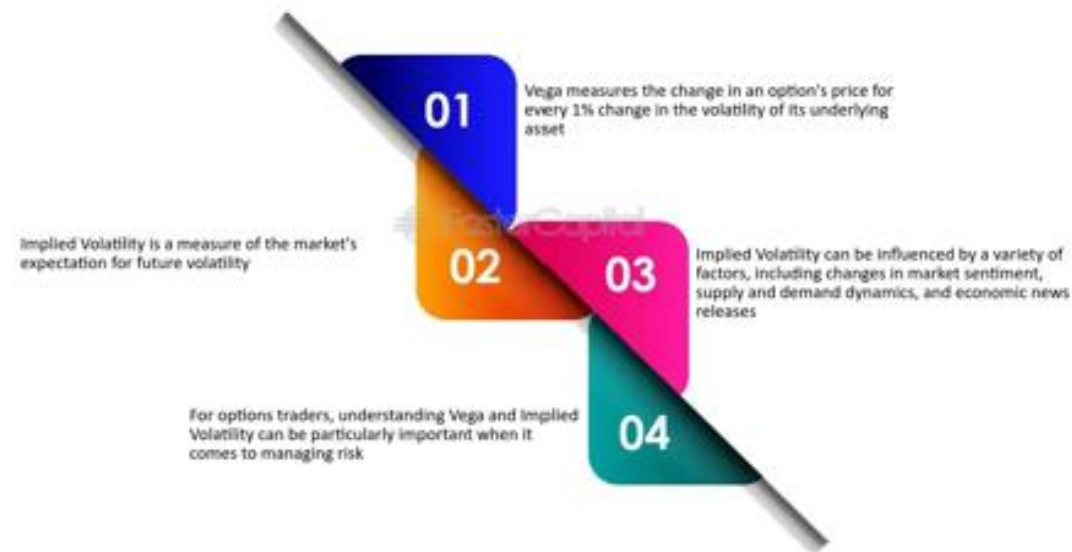 01
Vega measures the change in an option's price for
every 1% change in the volatility of its underlying
asset
FasterCapital
Implied Volatility is a measure of the market's
expectation for future volatility
02
03
Implied Volatility can be influenced by a variety of
factors, including changes in market sentiment,
supply and demand dynamics, and economic news
releases
For options traders, understanding Vega and Implied
Volatility can be particularly important when it
comes to managing risk
04